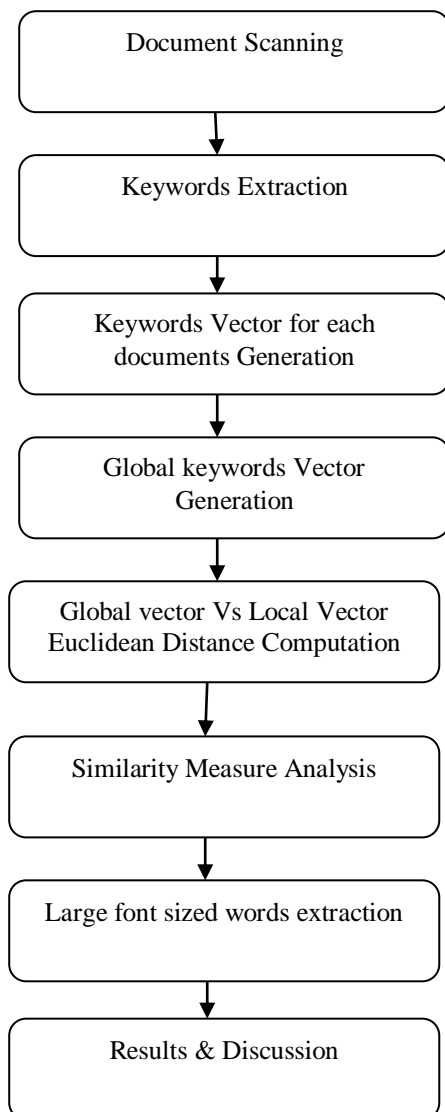 Document Scanning
Keywords Extraction
Keywords Vector for each
documents Generation
Global keywords Vector
Generation
Global vector Vs Local Vector
Euclidean Distance Computation
Similarity Measure Analysis
Large font sized words extraction
Results & Discussion